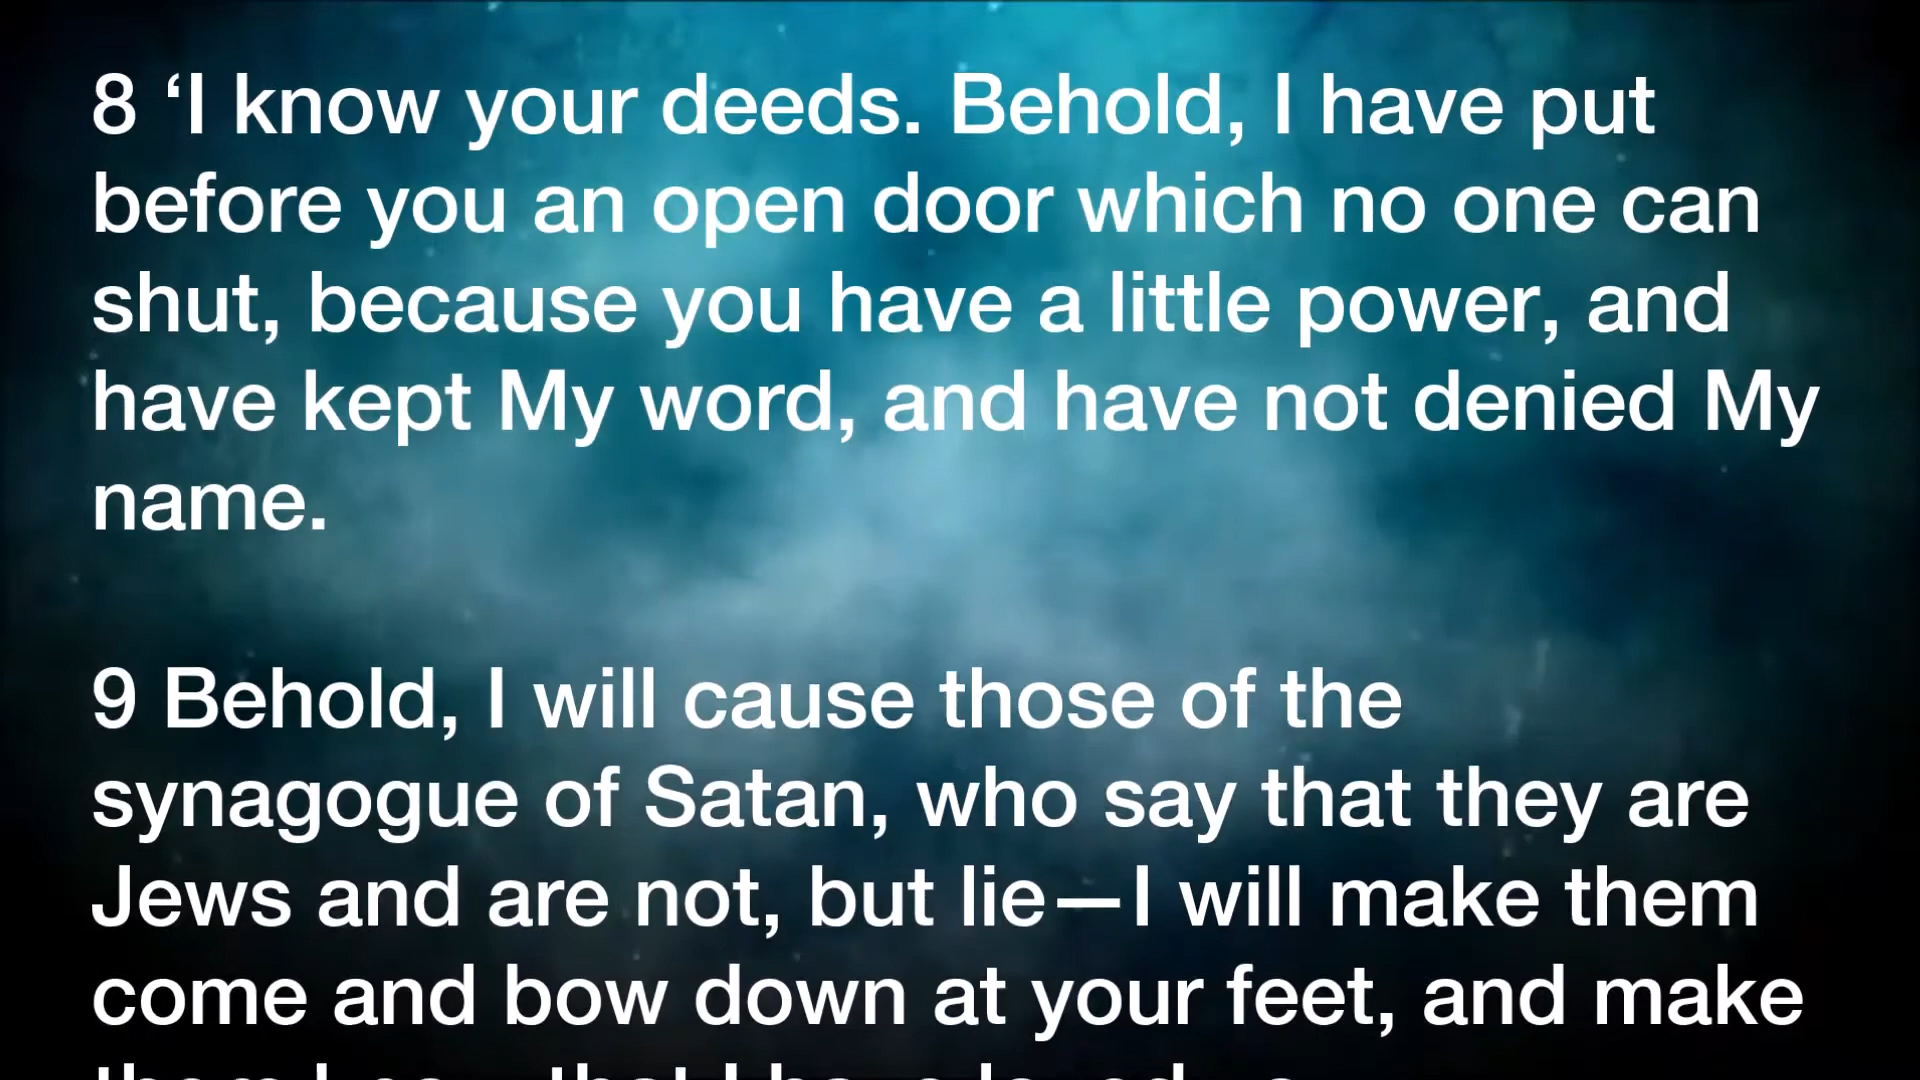 8 ‘I know your deeds. Behold, I have put
before you an open door which no one can
shut, because you have a little power, and
have kept My word, and have not denied My
name.
9 Behold, I will cause those of the
synagogue of Satan, who say that they are
Jews and are not, but lie—I will make them
come and bow down at your feet, and make
that I have loved